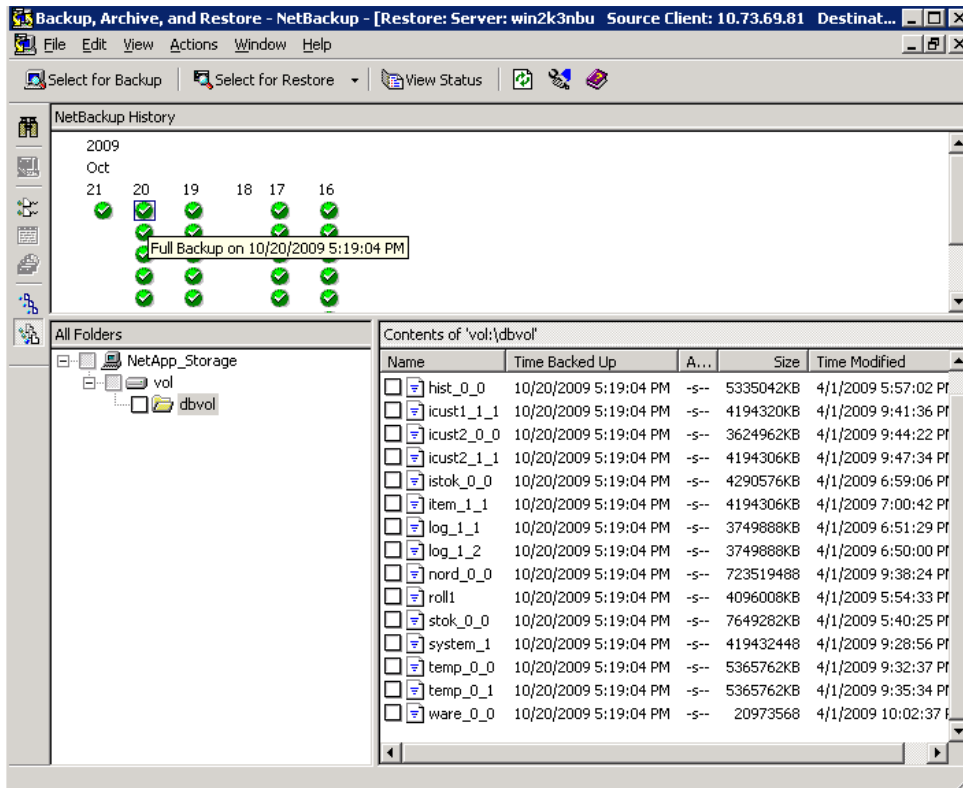 Backup, Archive, and Restore - NetBackup - [Restore: Server: win2k3nbu Source Client: 10.73.69.81 Destinat...
File Edit View Actions Window Help
Select for Backup Select for Restore View Status
NetBackup History
2009
Oct
21 20 19 18 17 16
Full Backup on 10/20/2009 5:19:04 PM
All Folders
NetApp_Storage
vol
dbvol
Contents of 'vol:\dbvol'
Name Time Backed Up A... Size Time Modified
hist_0_0 10/20/2009 5:19:04 PM -s-- 5335042KB 4/1/2009 5:57:02
icust1_1_1 10/20/2009 5:19:04 PM -s-- 4194320KB 4/1/2009 9:41:36
icust2_0_0 10/20/2009 5:19:04 PM -s-- 3624962KB 4/1/2009 9:44:22
icust2_1_1 10/20/2009 5:19:04 PM -s-- 4194306KB 4/1/2009 9:47:34
istok_0_0 10/20/2009 5:19:04 PM -s-- 4290576KB 4/1/2009 6:59:06
item_1_1 10/20/2009 5:19:04 PM -s-- 4194306KB 4/1/2009 7:00:42
log_1_1 10/20/2009 5:19:04 PM -s-- 3749888KB 4/1/2009 6:51:29
log_1_2 10/20/2009 5:19:04 PM -s-- 3749888KB 4/1/2009 6:50:00
nord_0_0 10/20/2009 5:19:04 PM -s-- 723519488 4/1/2009 9:38:24
roll1 10/20/2009 5:19:04 PM -s-- 4096008KB 4/1/2009 5:54:33
stok_0_0 10/20/2009 5:19:04 PM -s-- 7649282KB 4/1/2009 5:40:25
system_1 10/20/2009 5:19:04 PM -s-- 419432448 4/1/2009 9:28:56
temp_0_0 10/20/2009 5:19:04 PM -s-- 5365762KB 4/1/2009 9:32:37
temp_0_1 10/20/2009 5:19:04 PM -s-- 5365762KB 4/1/2009 9:35:34
ware_0_0 10/20/2009 5:19:04 PM -s-- 20973568 4/1/2009 10:02:37